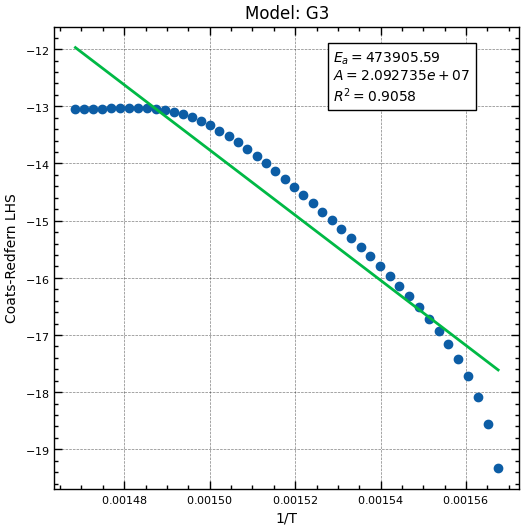 Model: G3
E_a = 473905.59
A = 2.092735e + 07
R^2 = 0.9058
Coats-Redfern LHS
−12
−13
−14
−15
−16
−17
−18
−19
0.00148
0.00150
0.00152
0.00154
0.00156
1/T